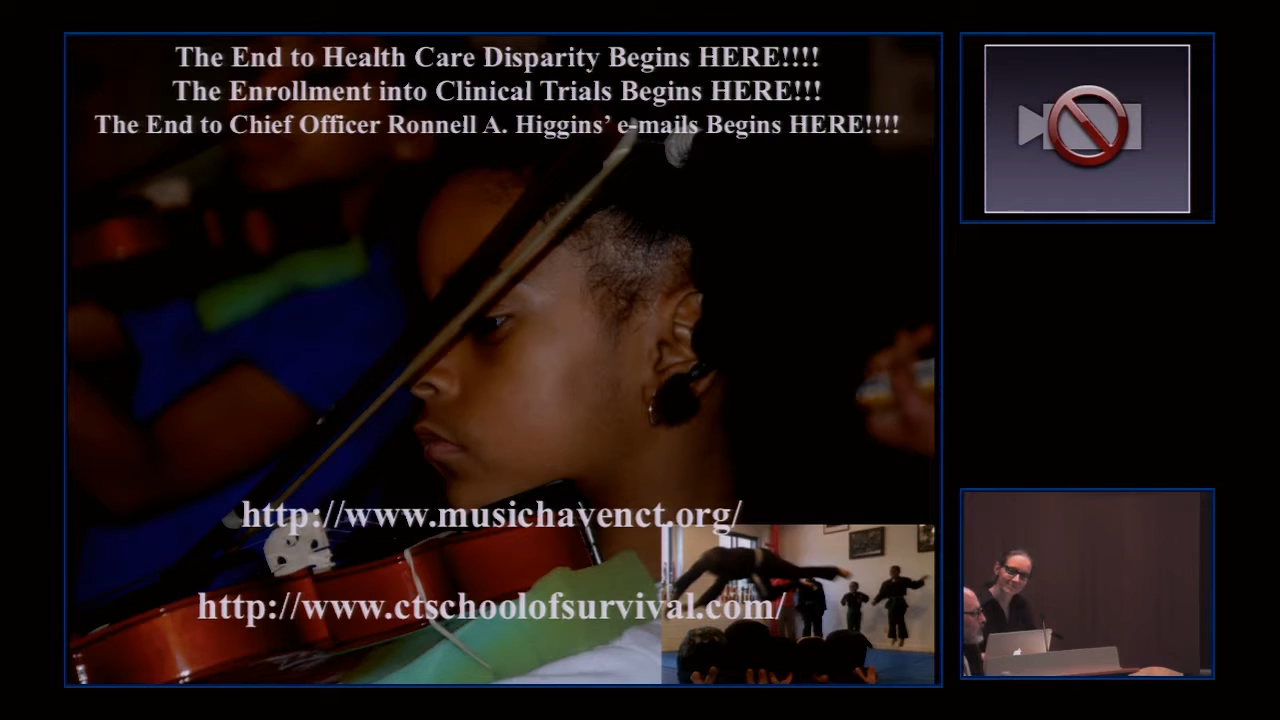 The End to Health Care Disparity Begins HERE!!!!
The Enrollment into Clinical Trials Begins HERE!!!
The End to Chief Officer Ronnell A. Higgins’ e-mails Begins HERE!!!!
http://www.musichavenct.org/
http://www.ctschoolofsurvival.com/